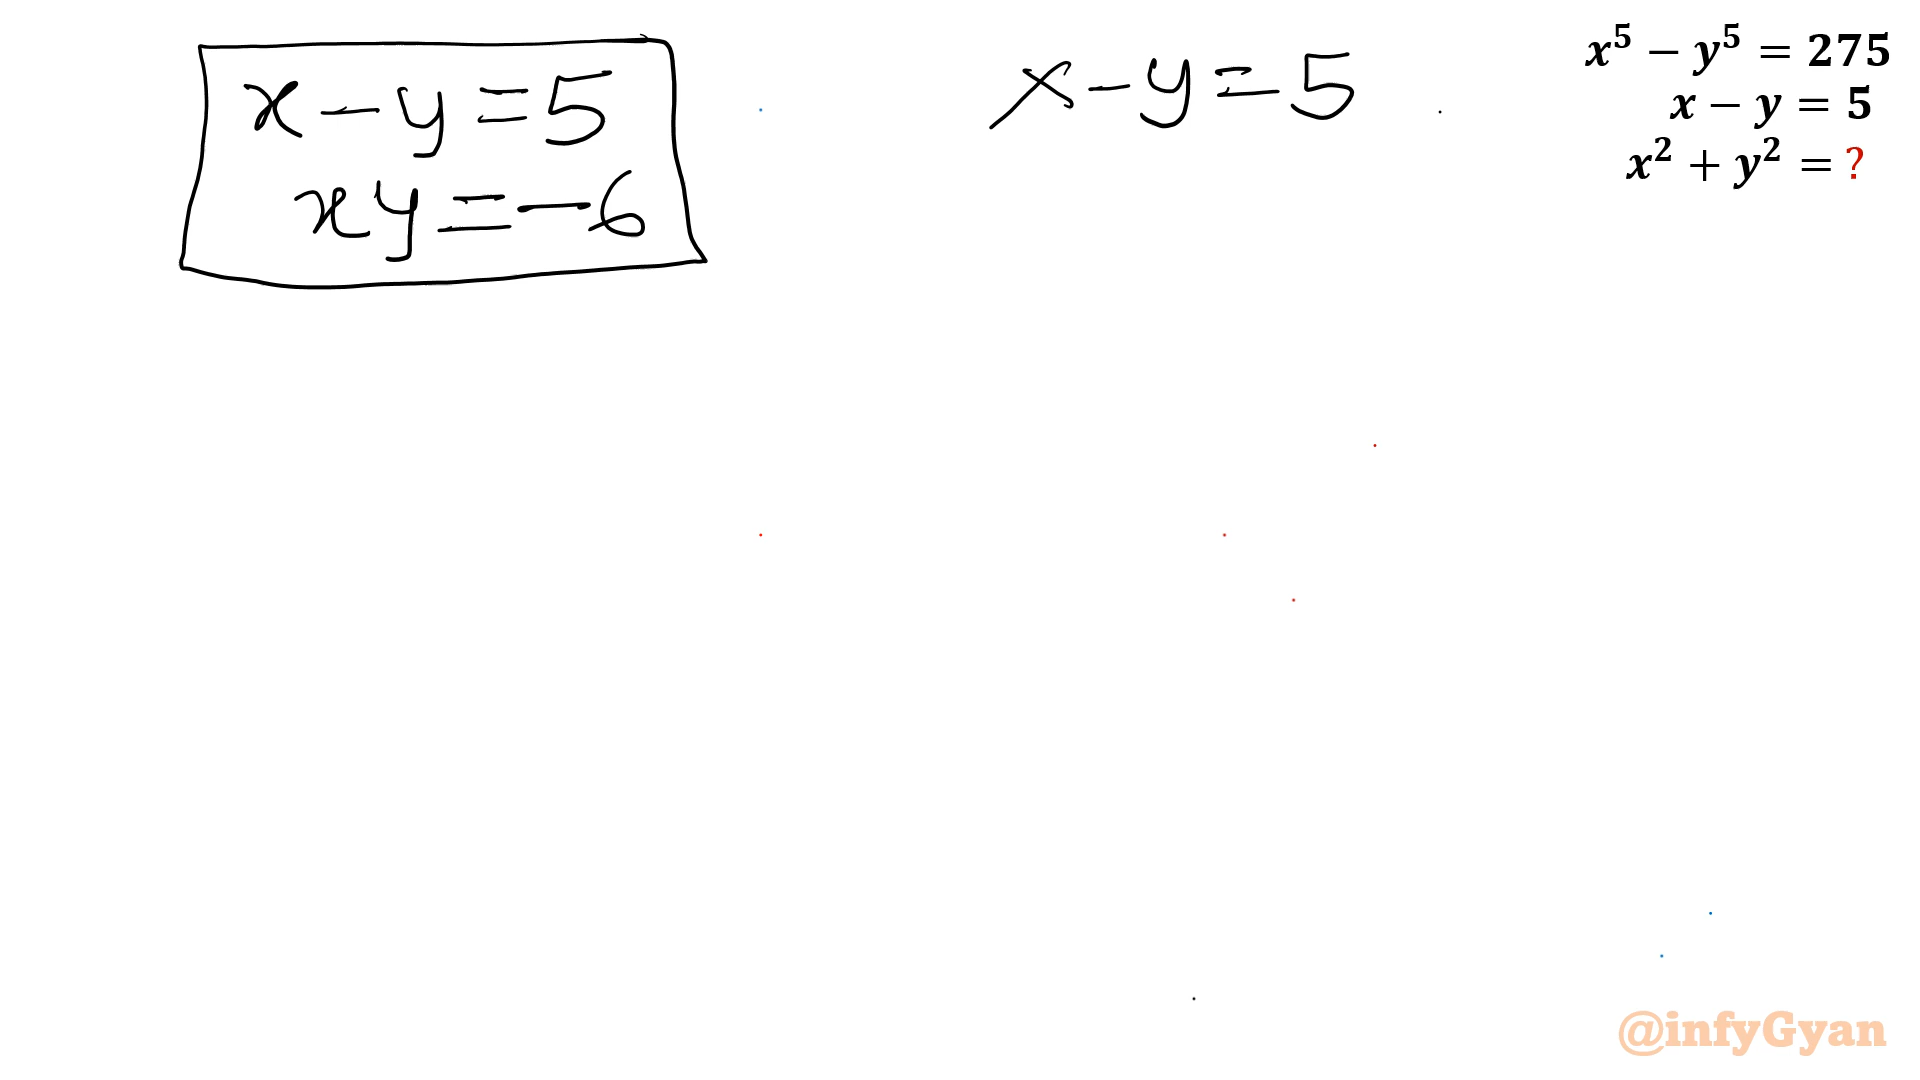 x − y = 5
xy = −6
x − y = 5
x⁵ − y⁵ = 275
x − y = 5
x² + y² = ?
@infyGyan